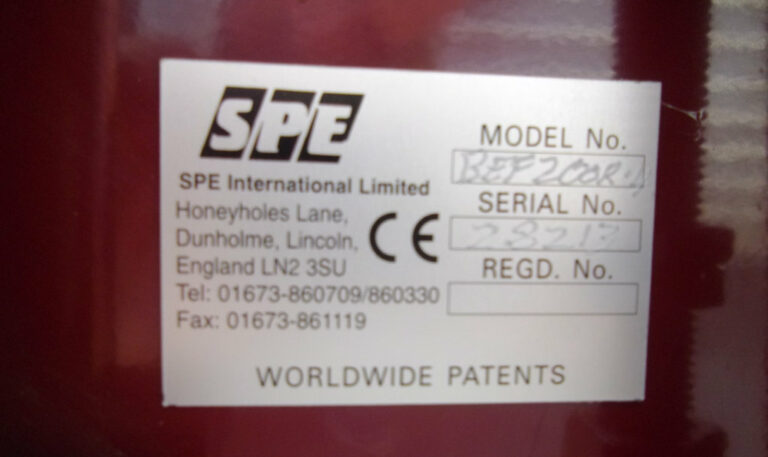 SPE
SPE International Limited
Honeyholes Lane,
Dunholme, Lincoln,
England LN2 3SU
Tel: 01673-860709/860330
Fax: 01673-861119
CE
MODEL No.
SERIAL No.
28213
REGD. No.
WORLDWIDE PATENTS